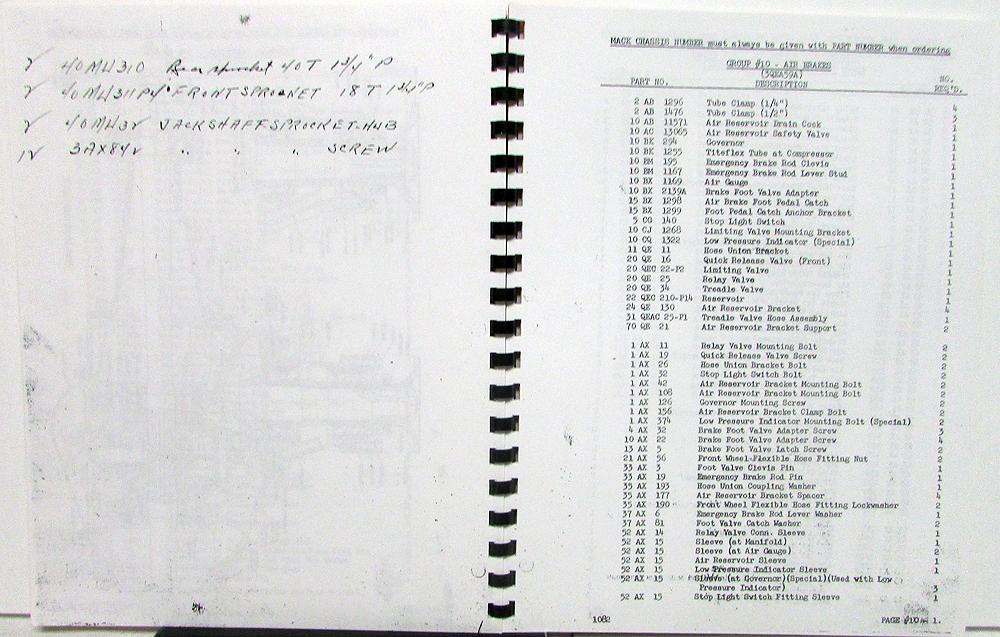 40MH310 Rear sprocket 40T 1 3/4" P
FRONT SPROCKET 18T 1 3/4" P
JACKSHAFT SPROCKET-HUB
3AX84 " " SCREW
MACK CHASSIS NUMBER must always be given with PART NUMBER when ordering
GROUP #10 - AIR BRAKES
(3QEA59A)
PART NO. DESCRIPTION NO. REQ'D.
2 AB 1296 Tube Clamp (1/4") 4
2 AB 1476 Tube Clamp (1/2") 3
10 AB 11571 Air Reservoir Drain Cock
10 AC 13065 Air Reservoir Safety Valve 1
10 BK 294 Governor 1
10 BK 1255 Titeflex Tube at Compressor 1
10 BM 195 Emergency Brake Rod Clevis 1
10 BM 1167 Emergency Brake Rod Lever Stud 1
10 BX 1169 Air Gauge 1
10 BX 2139A Brake Foot Valve Adapter 1
15 BX 1298 Air Brake Foot Pedal Catch 1
15 BX 1299 Foot Pedal Catch Anchor Bracket 1
5 CG 140 Stop Light Switch 1
10 CJ 1268 Limiting Valve Mounting Bracket 1
10 CQ 1322 Low Pressure Indicator (Special) 1
11 QE 11 Hose Union Bracket 1
20 QE 16 Quick Release Valve (Front) 1
20 QEC 22-P2 Limiting Valve 1
20 QE 25 Relay Valve 1
20 QE 34 Treadle Valve 1
22 QEC 210-P14 Reservoir 1
24 QE 130 Air Reservoir Bracket 4
31 QEAC 25-P1 Treadle Valve Hose Assembly 1
70 QE 21 Air Reservoir Bracket Support 2
1 AX 11 Relay Valve Mounting Bolt 2
1 AX 19 Quick Release Valve Screw 2
1 AX 26 Hose Union Bracket Bolt 2
1 AX 32 Stop Light Switch Bolt 2
1 AX 42 Air Reservoir Bracket Mounting Bolt 2
1 AX 108 Air Reservoir Bracket Mounting Bolt 2
1 AX 126 Governor Mounting Screw 2
1 AX 156 Air Reservoir Bracket Clamp Bolt 2
1 AX 374 Low Pressure Indicator Mounting Bolt (Special) 2
4 AX 32 Brake Foot Valve Adapter Screw 3
10 AX 22 Brake Foot Valve Adapter Screw 4
13 AX 5 Brake Foot Valve Latch Screw 2
21 AX 56 Front Wheel-Flexible Hose Fitting Nut 2
33 AX 3 Foot Valve Clevis Pin 1
33 AX 19 Emergency Brake Rod Pin 1
35 AX 193 Hose Union Coupling Washer 1
35 AX 177 Air Reservoir Bracket Spacer 4
35 AX 190 Front Wheel Flexible Hose Fitting Lockwasher 2
37 AX 6 Emergency Brake Rod Lever Washer 1
37 AX 81 Foot Valve Catch Washer 2
52 AX 14 Relay Valve Conn. Sleeve 1
52 AX 15 Sleeve (at Manifold) 1
52 AX 15 Sleeve (at Air Gauge) 2
52 AX 15 Air Reservoir Sleeve 1
52 AX 15 Low Pressure Indicator Sleeve 1
52 AX 15 Sleeve (at Governor)(Special)(Used with Low
Pressure Indicator) 3
52 AX 15 Stop Light Switch Fitting Sleeve 1
1082 PAGE #10 - 1.